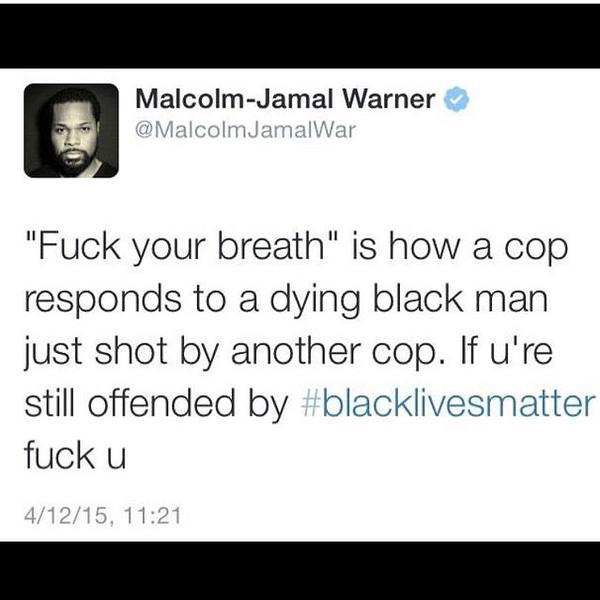 Malcolm-Jamal Warner
@MalcolmJamalWar
"Fuck your breath" is how a cop
responds to a dying black man
just shot by another cop. If u're
still offended by #blacklivesmatter
fuck u
4/12/15, 11:21